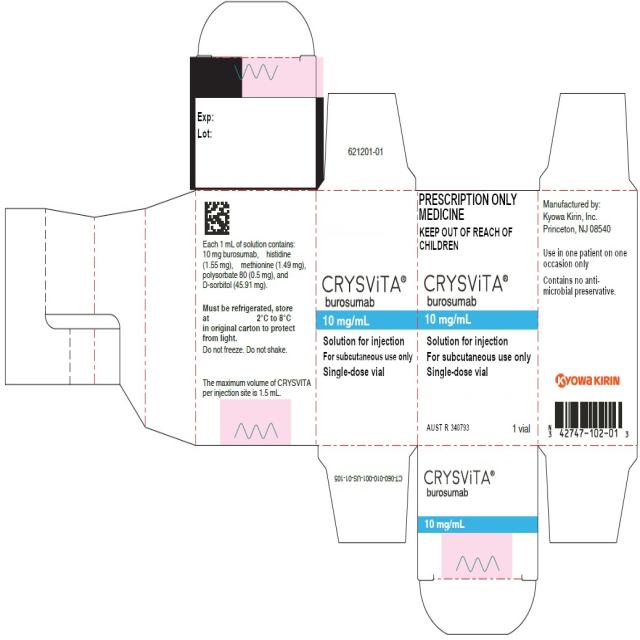 Exp:
Lot:
621201-01
Each 1 mL of solution contains:
10 mg burosumab, histidine
(1.55 mg), methionine (1.49 mg),
polysorbate 80 (0.5 mg), and
D-sorbitol (45.91 mg).
Must be refrigerated, store
at 2°C to 8°C
in original carton to protect
from light.
Do not freeze. Do not shake.
The maximum volume of CRYSVITA
per injection site is 1.5 mL.
CRYSViTA®
burosumab
10 mg/mL
Solution for injection
For subcutaneous use only
Single-dose vial
CT-060-010-001-US-01-105
PRESCRIPTION ONLY
MEDICINE
KEEP OUT OF REACH OF
CHILDREN
CRYSViTA®
burosumab
10 mg/mL
Solution for injection
For subcutaneous use only
Single-dose vial
AUST R 340793 1 vial
CRYSViTA®
burosumab
10 mg/mL
Manufactured by:
Kyowa Kirin, Inc.
Princeton, NJ 08540
Use in one patient on one
occasion only
Contains no anti-
microbial preservative.
KYOWA KIRIN
N
3 42747-102-01 3